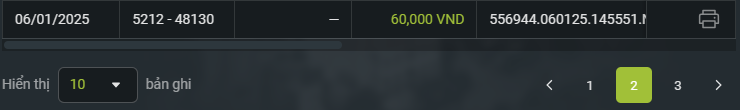 06/01/2025 5212 - 48130 — 60,000 VND 556944.060125.145551.
Hiển thị 10 bản ghi 1 2 3